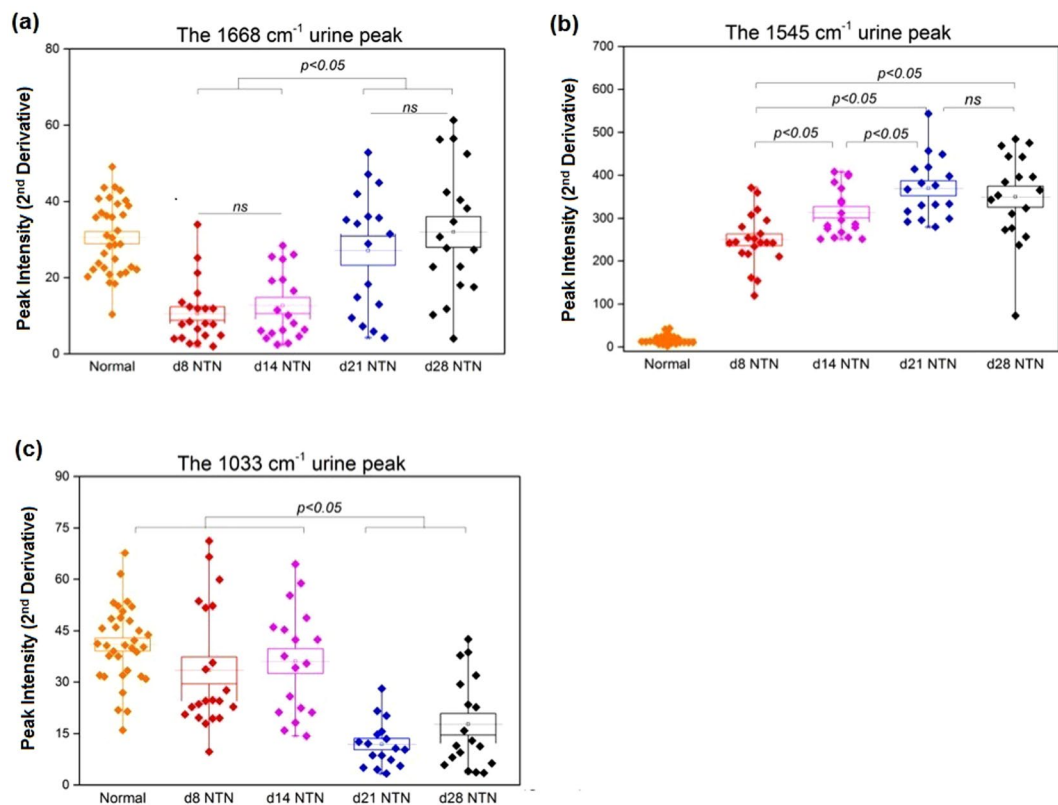 (a)
The 1668 cm⁻¹ urine peak
Peak Intensity (2nd Derivative)
80
60
40
20
0
p<0.05
ns
ns
Normal d8 NTN d14 NTN d21 NTN d28 NTN
(b)
The 1545 cm⁻¹ urine peak
Peak Intensity (2nd Derivative)
700
600
500
400
300
200
100
0
p<0.05
p<0.05 ns
p<0.05 p<0.05
Normal d8 NTN d14 NTN d21 NTN d28 NTN
(c)
The 1033 cm⁻¹ urine peak
Peak Intensity (2nd Derivative)
90
75
60
45
30
15
0
p<0.05
Normal d8 NTN d14 NTN d21 NTN d28 NTN